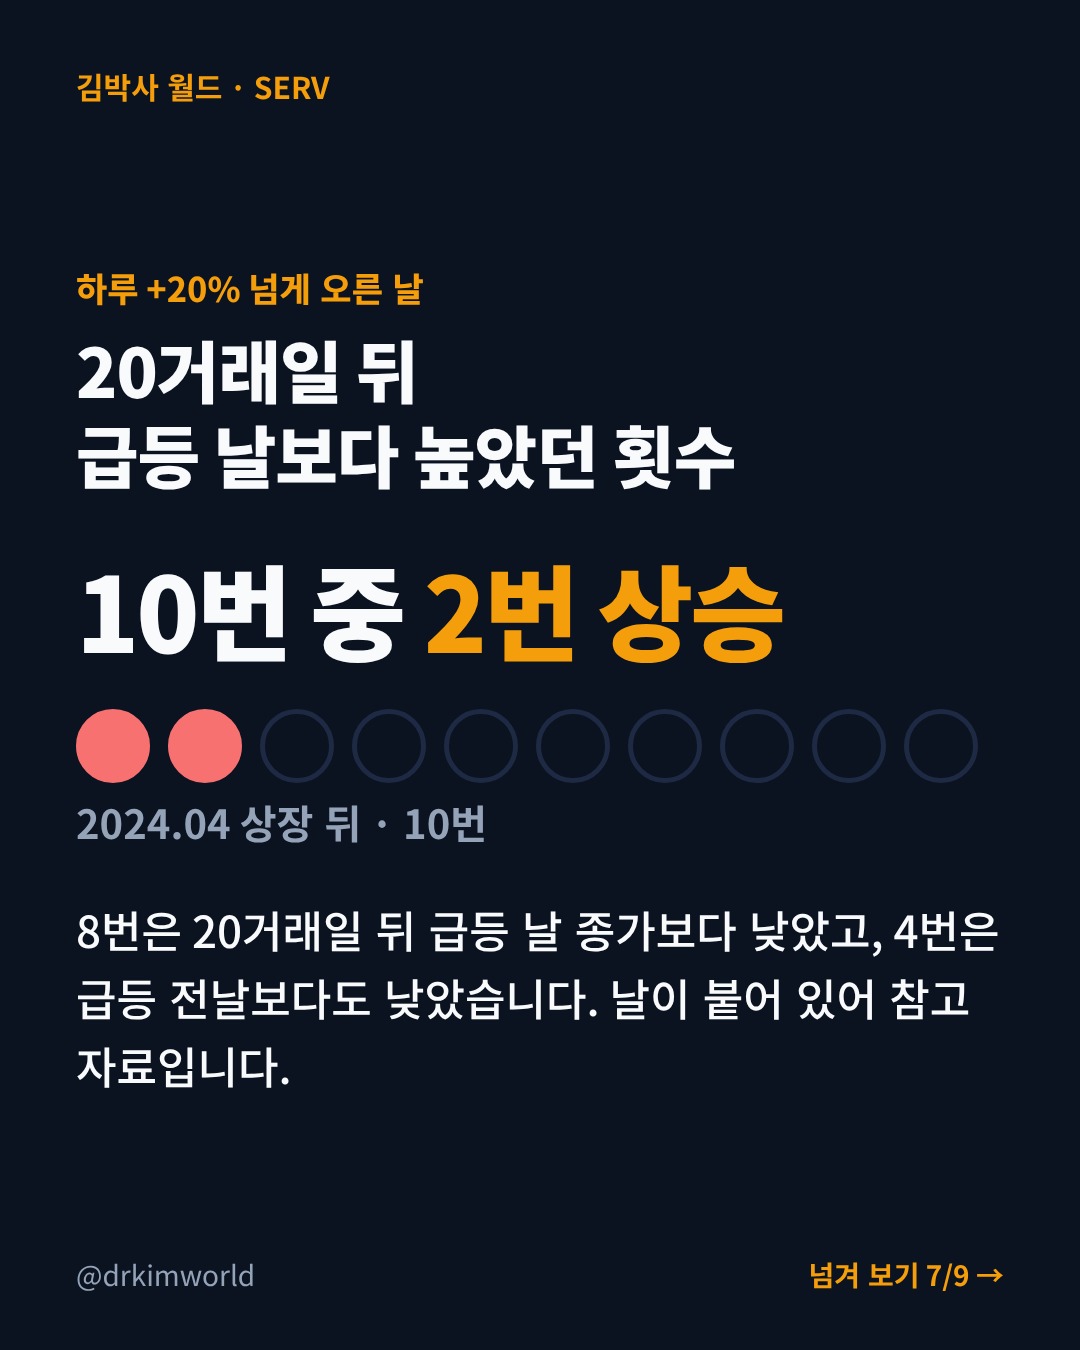 김박사 월드 · SERV
하루 +20% 넘게 오른 날
20거래일 뒤
급등 날보다 높았던 횟수
10번 중 2번 상승
2024.04 상장 뒤 · 10번
8번은 20거래일 뒤 급등 날 종가보다 낮았고, 4번은
급등 전날보다도 낮았습니다. 날이 붙어 있어 참고
자료입니다.
@drkimworld
넘겨 보기 7/9 →